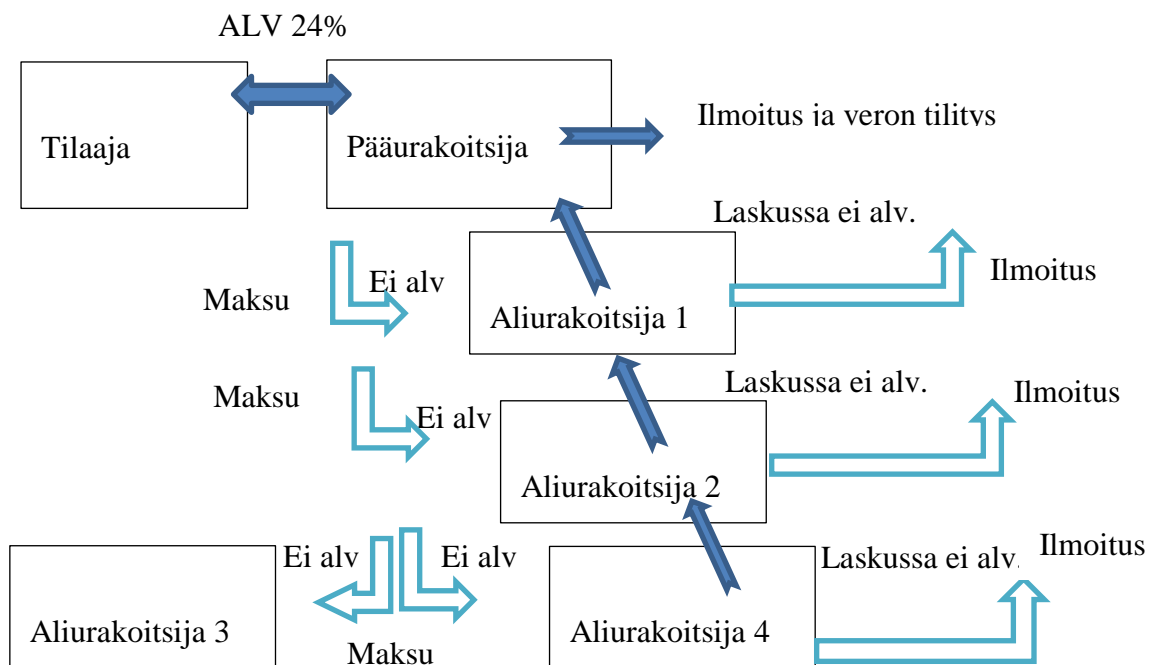 ALV 24%
Tilaaja
Pääurakoitsija
Ilmoitus ja veron tilitys
Laskussa ei alv.
Maksu
Ei alv
Aliurakoitsija 1
Ilmoitus
Maksu
Ei alv
Laskussa ei alv.
Ilmoitus
Aliurakoitsija 2
Ei alv
Ei alv
Laskussa ei alv.
Ilmoitus
Aliurakoitsija 3
Maksu
Aliurakoitsija 4